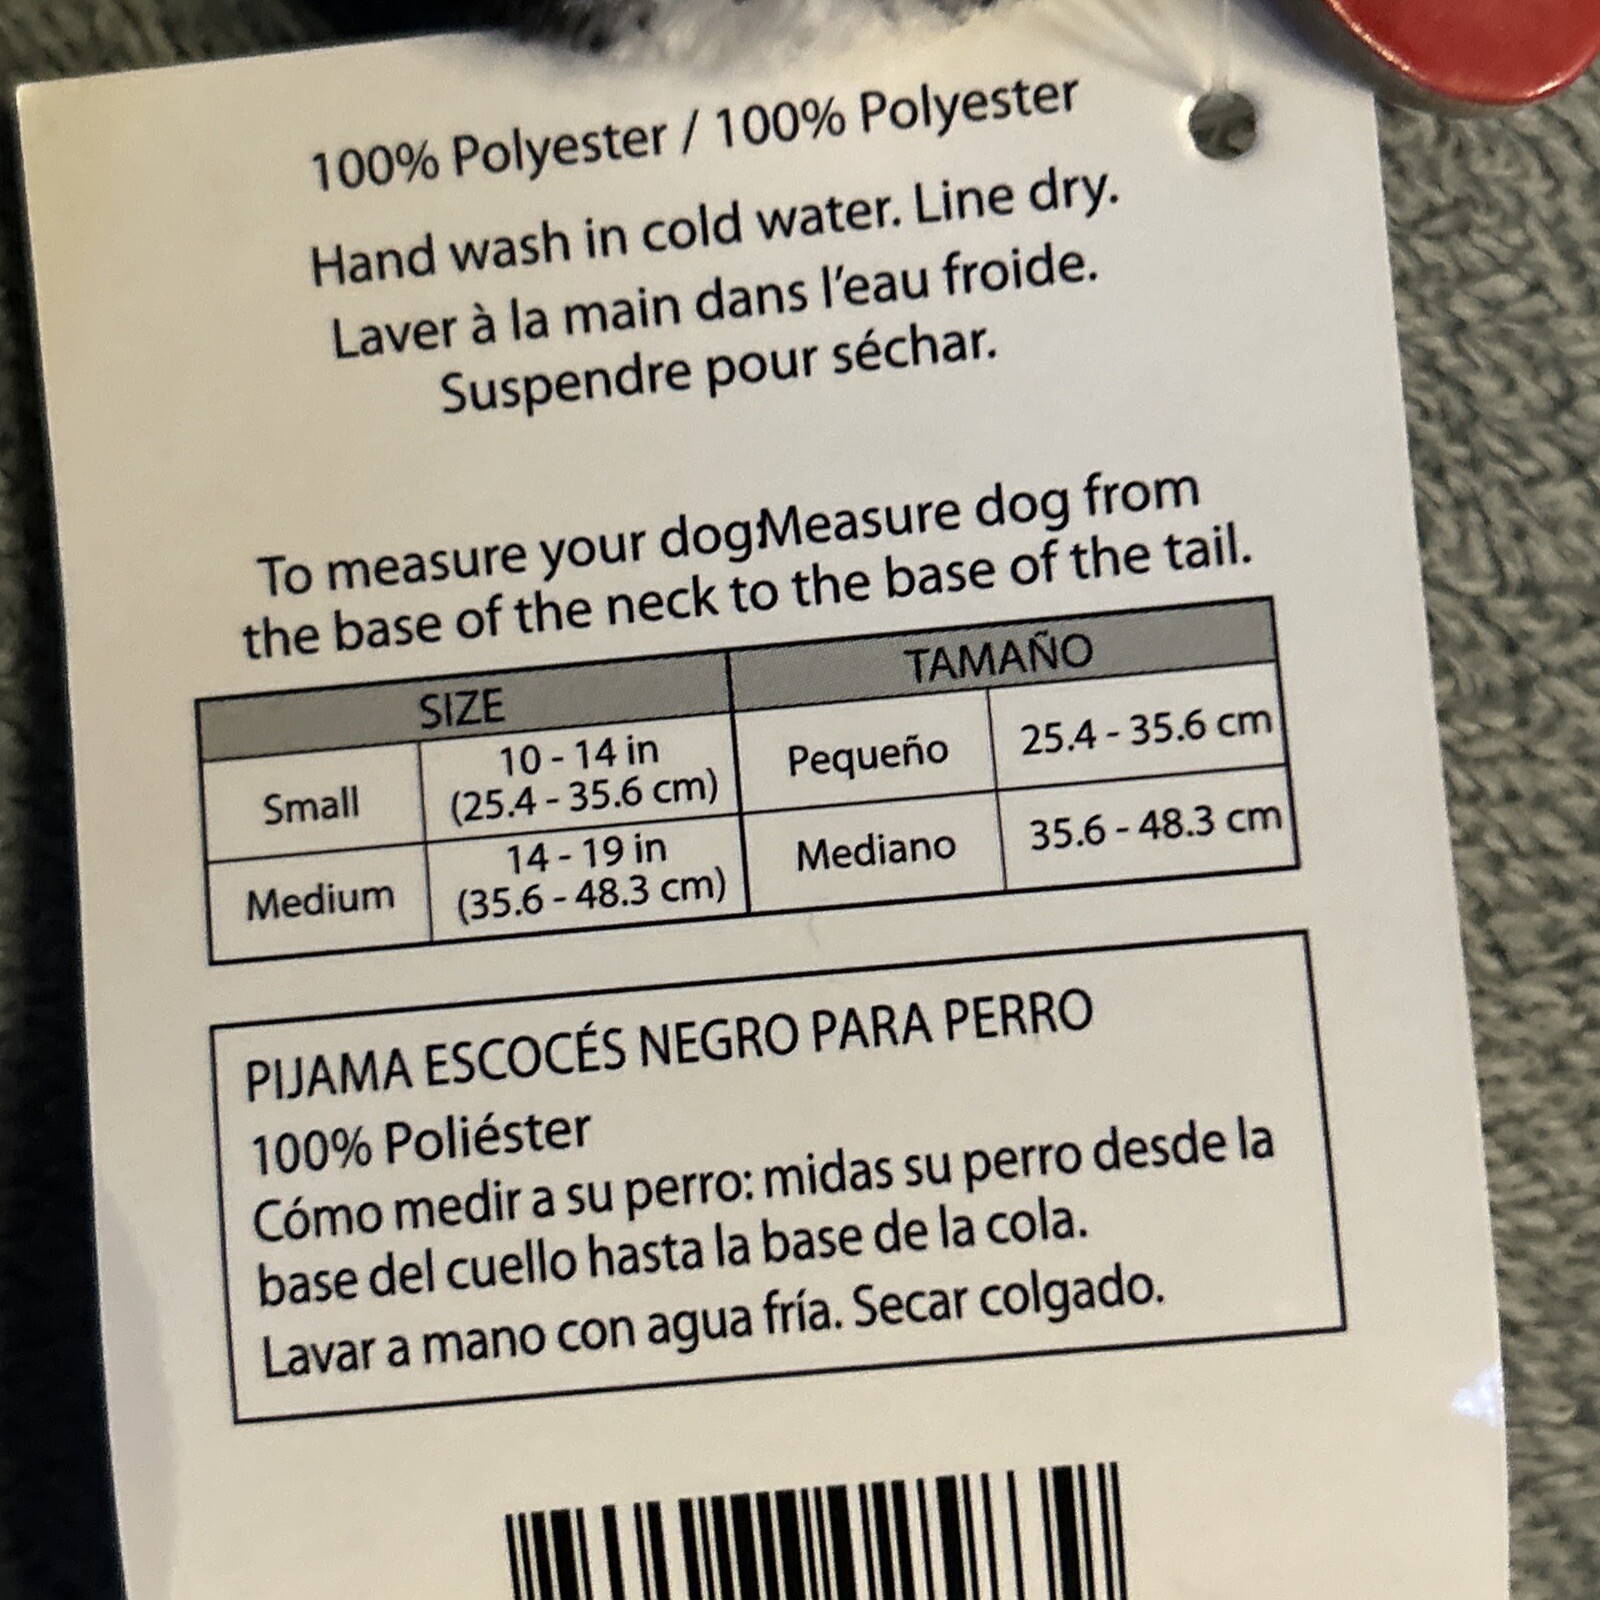 100% Polyester / 100% Polyester
Hand wash in cold water. Line dry.
Laver à la main dans l'eau froide.
Suspendre pour séchar.
To measure your dogMeasure dog from
the base of the neck to the base of the tail.
SIZE TAMAÑO
Small 10 - 14 in (25.4 - 35.6 cm) Pequeño 25.4 - 35.6 cm
Medium 14 - 19 in (35.6 - 48.3 cm) Mediano 35.6 - 48.3 cm
PIJAMA ESCOCÉS NEGRO PARA PERRO
100% Poliéster
Cómo medir a su perro: midas su perro desde la
base del cuello hasta la base de la cola.
Lavar a mano con agua fría. Secar colgado.